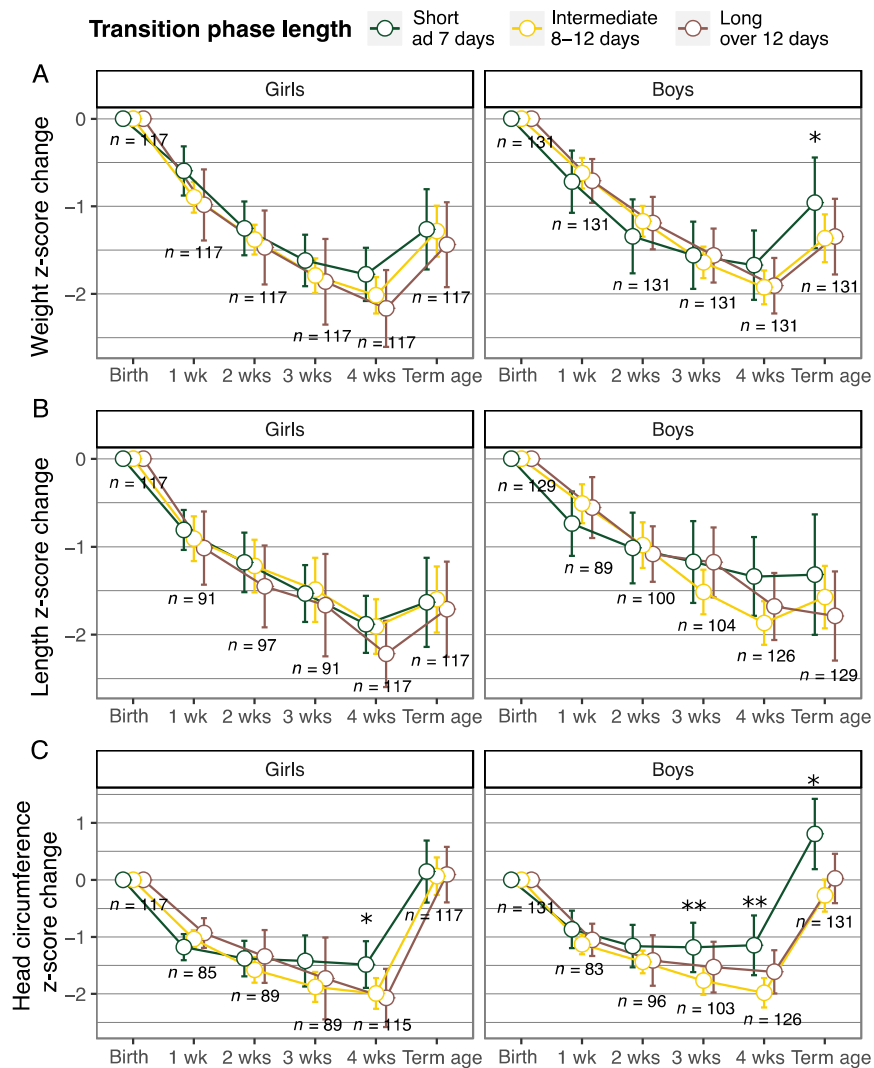 Transition phase length
Short
ad 7 days
Intermediate
8–12 days
Long
over 12 days
A
Girls
Boys
Weight z-score change
0
−1
−2
n = 117
n = 117
n = 117
n = 117
n = 117
n = 117
n = 131
n = 131
n = 131
n = 131
n = 131
n = 131
*
Birth 1 wk 2 wks 3 wks 4 wks Term age
Birth 1 wk 2 wks 3 wks 4 wks Term age
B
Girls
Boys
Length z-score change
0
−1
−2
n = 117
n = 91
n = 97
n = 91
n = 117
n = 117
n = 129
n = 89
n = 100
n = 104
n = 126
n = 129
Birth 1 wk 2 wks 3 wks 4 wks Term age
Birth 1 wk 2 wks 3 wks 4 wks Term age
C
Girls
Boys
Head circumference
z-score change
1
0
−1
−2
n = 117
n = 85
n = 89
n = 89
n = 115
n = 117
*
n = 131
n = 83
n = 96
n = 103
n = 126
n = 131
**
**
*
Birth 1 wk 2 wks 3 wks 4 wks Term age
Birth 1 wk 2 wks 3 wks 4 wks Term age